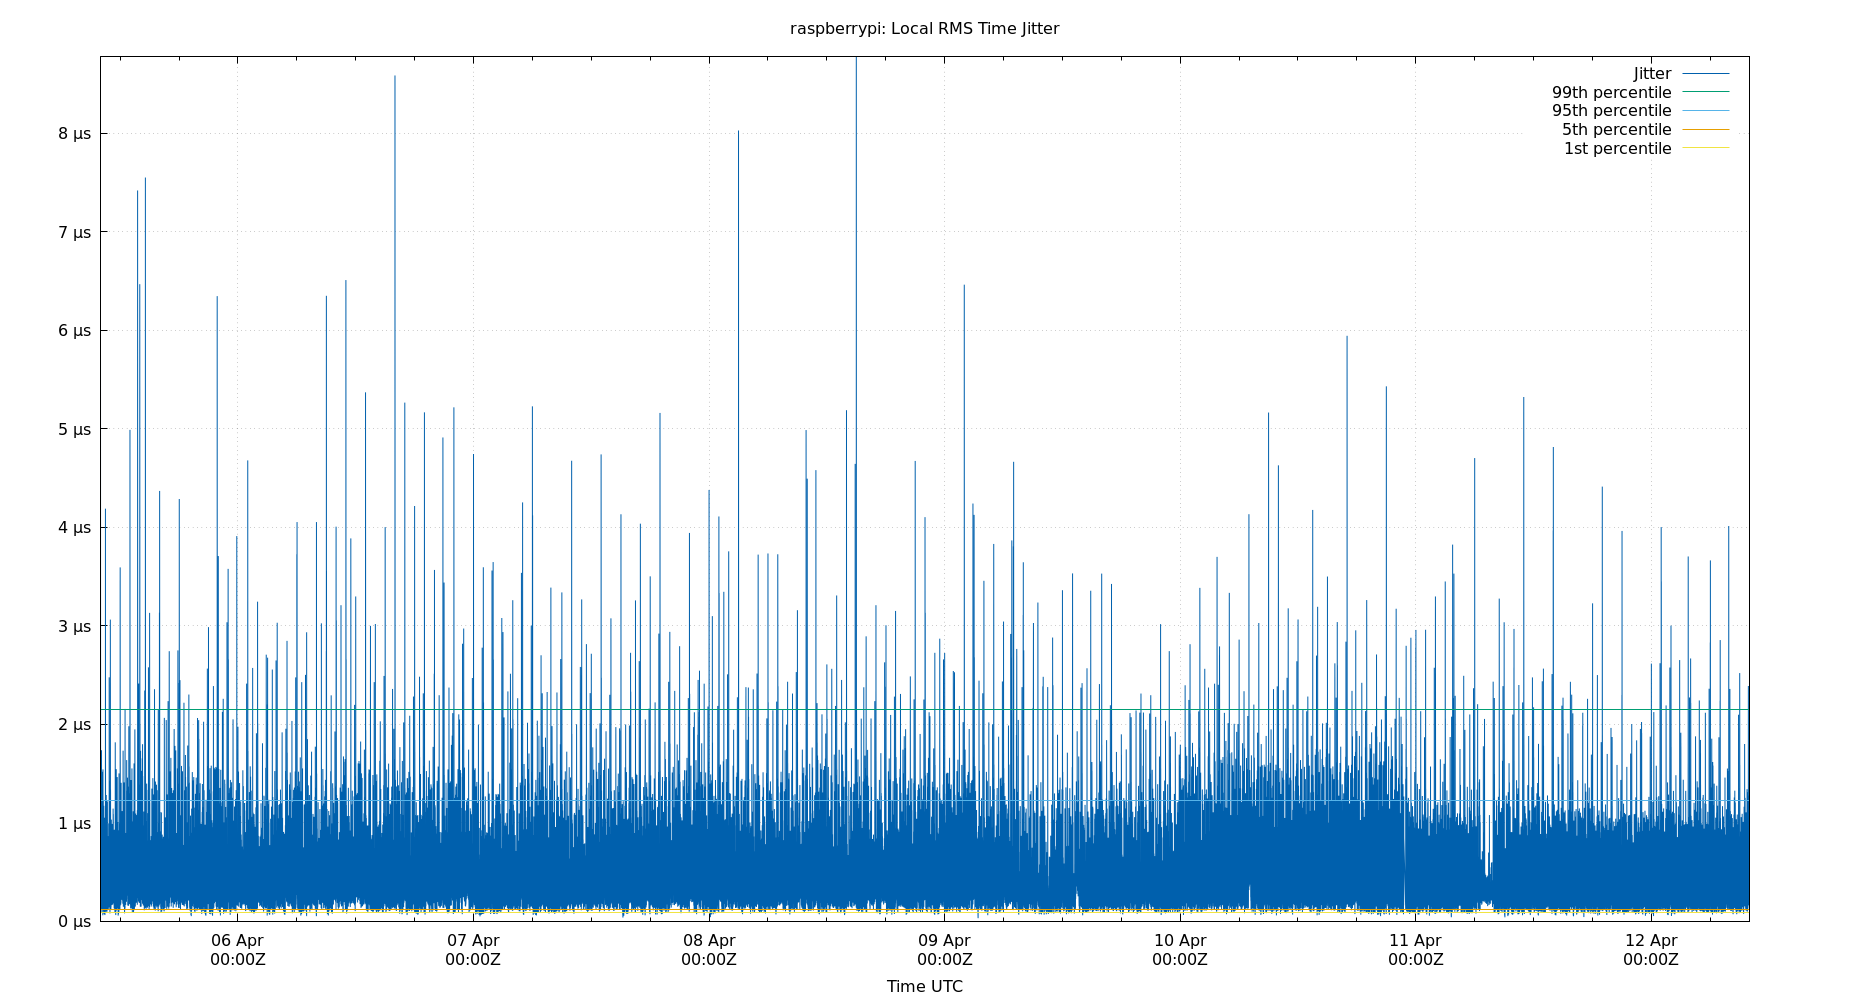 raspberrypi: Local RMS Time Jitter
Jitter
99th percentile
95th percentile
5th percentile
1st percentile
8 µs
7 µs
6 µs
5 µs
4 µs
3 µs
2 µs
1 µs
0 µs
06 Apr 07 Apr 08 Apr 09 Apr 10 Apr 11 Apr 12 Apr
00:00Z 00:00Z 00:00Z 00:00Z 00:00Z 00:00Z 00:00Z
Time UTC